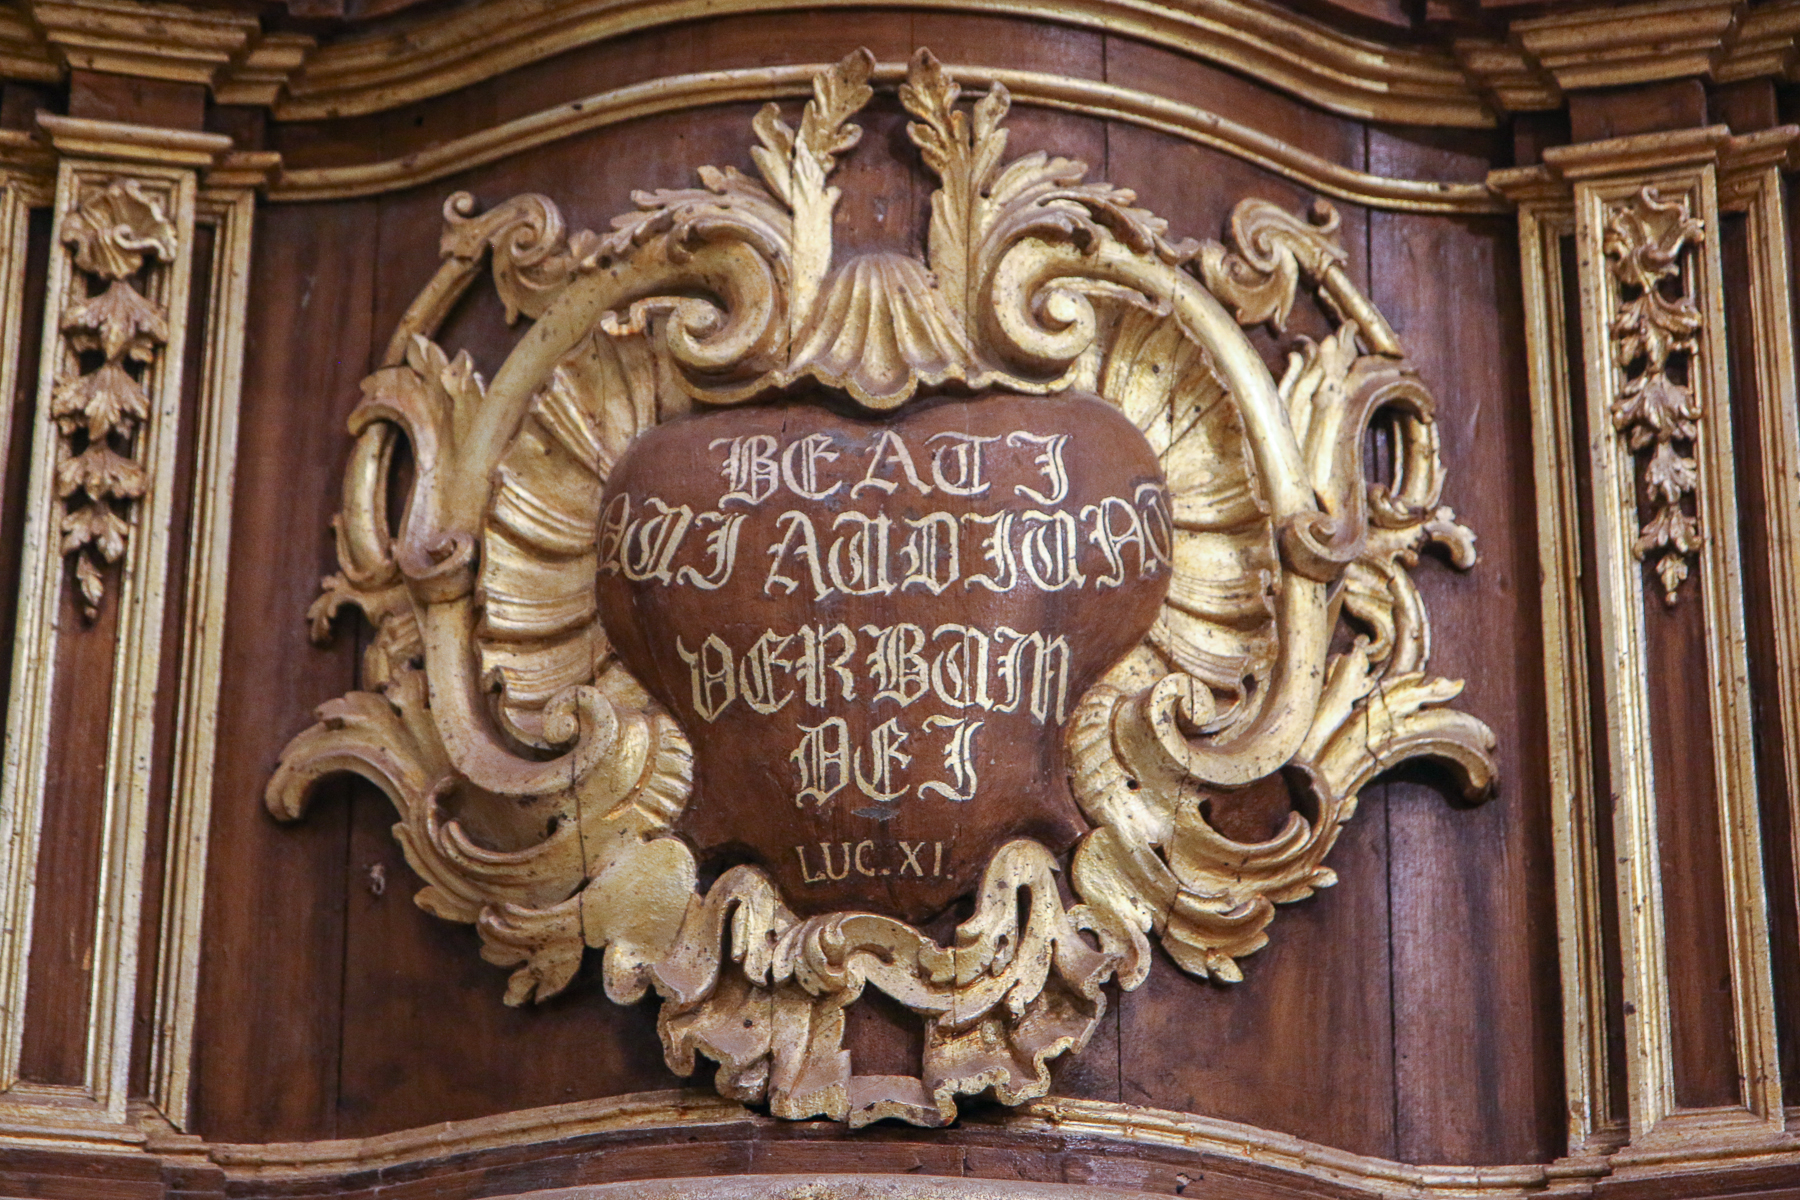 BEATI
QUI AUDIUNT
VERBUM
DEI
LUC. XI.